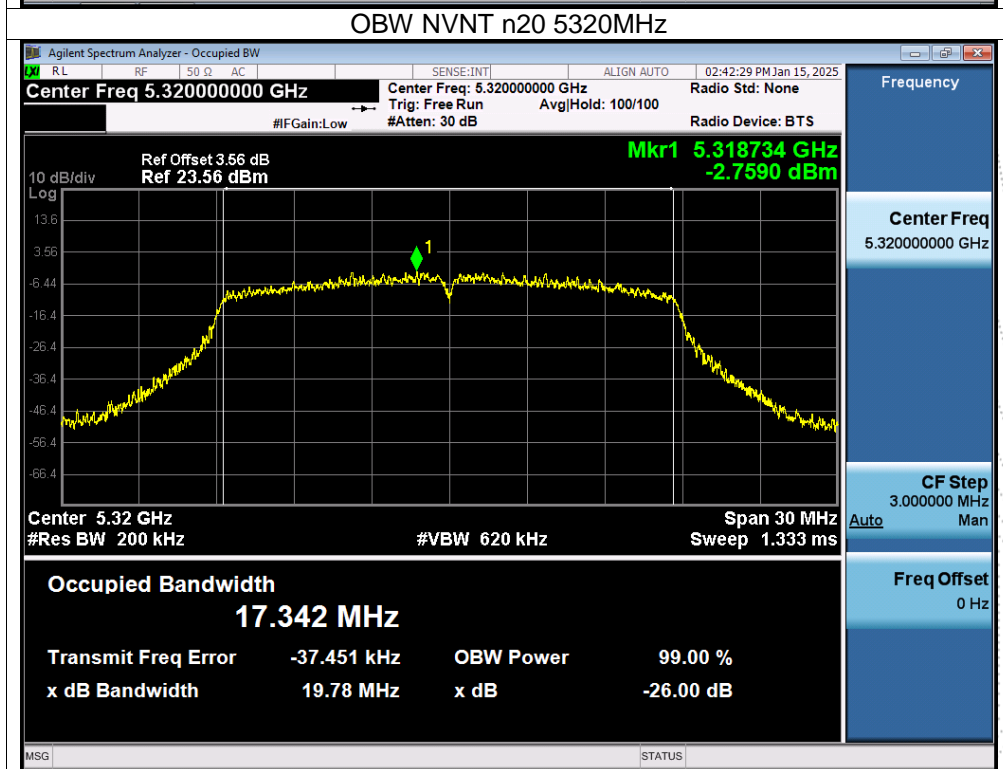 OBW NVNT n20 5320MHz
Agilent Spectrum Analyzer - Occupied BW
LXI RL RF 50 Ω AC SENSE:INT ALIGN AUTO 02:42:29 PM Jan 15, 2025
Center Freq 5.320000000 GHz
Center Freq: 5.320000000 GHz
Radio Std: None
Trig: Free Run Avg|Hold: 100/100
#IFGain:Low
#Atten: 30 dB
Radio Device: BTS
Frequency
Mkr1 5.318734 GHz
-2.7590 dBm
Ref Offset 3.56 dB
10 dB/div Ref 23.56 dBm
Log
13.6
3.56
-6.44
-16.4
-26.4
-36.4
-46.4
-56.4
-66.4
1
Center 5.32 GHz Span 30 MHz
#Res BW 200 kHz #VBW 620 kHz Sweep 1.333 ms
Center Freq
5.320000000 GHz
CF Step
3.000000 MHz
Auto Man
Freq Offset
0 Hz
Occupied Bandwidth
17.342 MHz
Transmit Freq Error -37.451 kHz OBW Power 99.00 %
x dB Bandwidth 19.78 MHz x dB -26.00 dB
MSG STATUS